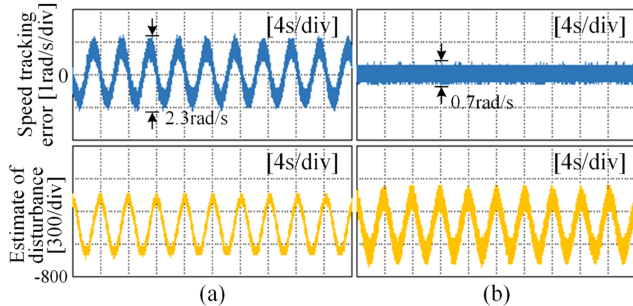 Speed tracking
error [1rad/s/div]
[4s/div]
0
2.3rad/s
[4s/div]
0.7rad/s
Estimate of
disturbance
[300/div]
[4s/div]
-800
[4s/div]
(a)
(b)